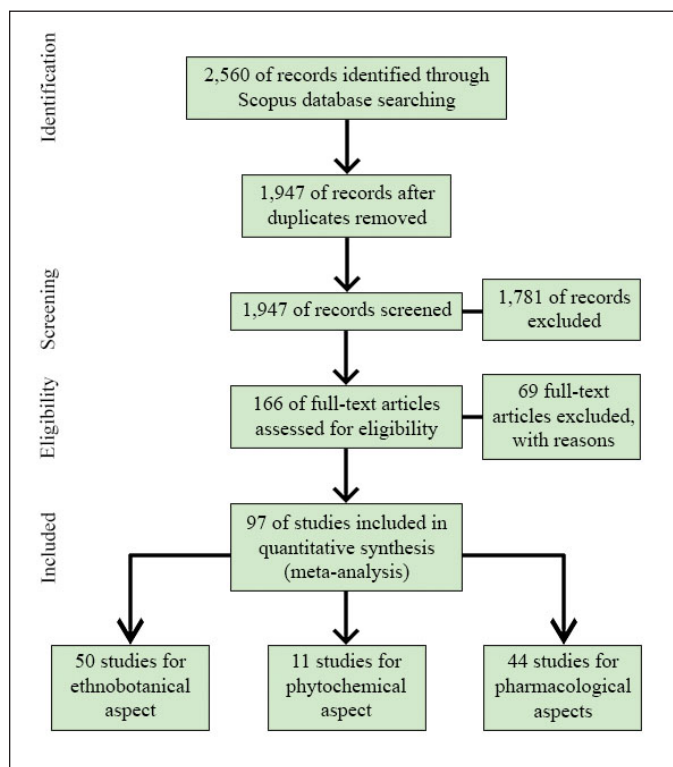 Identification
2,560 of records identified through
Scopus database searching
1,947 of records after
duplicates removed
Screening
1,947 of records screened
1,781 of records
excluded
Eligibility
166 of full-text articles
assessed for eligibility
69 full-text
articles excluded,
with reasons
Included
97 of studies included in
quantitative synthesis
(meta-analysis)
50 studies for
ethnobotanical
aspect
11 studies for
phytochemical
aspect
44 studies for
pharmacological
aspects